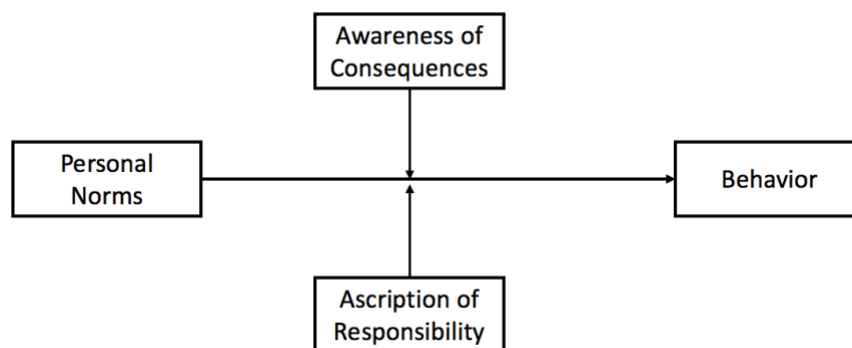 Awareness of
Consequences
Personal
Norms
Behavior
Ascription of
Responsibility